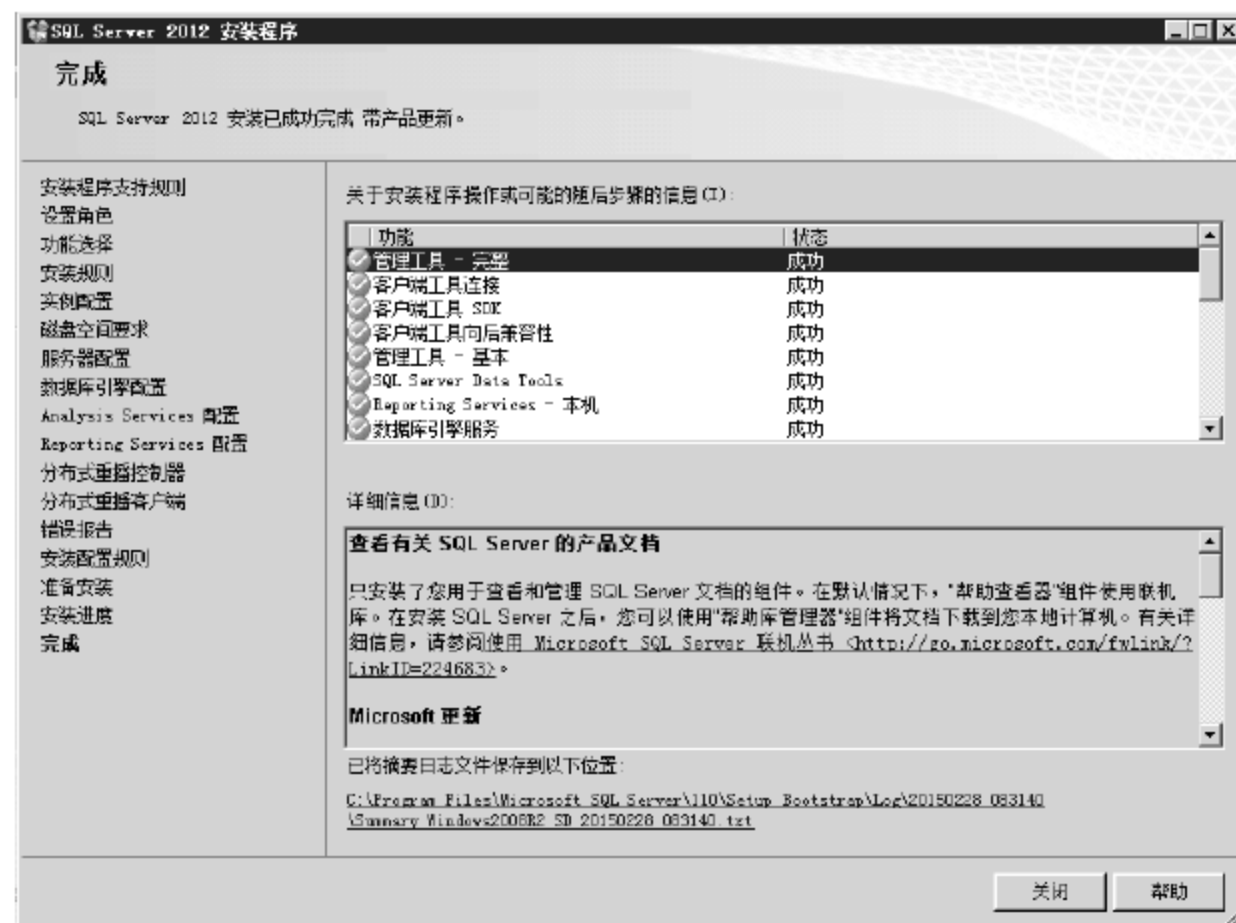 SQL Server 2012 安装程序
完成
SQL Server 2012 安装已成功完成 带产品更新。
安装程序支持规则
设置角色
功能选择
安装规则
实例配置
磁盘空间要求
服务器配置
数据库引擎配置
Analysis Services 配置
Reporting Services 配置
分布式重播控制器
分布式重播客户端
错误报告
安装配置规则
准备安装
安装进度
完成
关于安装程序操作或可能的随后步骤的信息(I):
功能 状态
管理工具 - 完整 成功
客户端工具连接 成功
客户端工具 SDK 成功
客户端工具向后兼容性 成功
管理工具 - 基本 成功
SQL Server Data Tools 成功
Reporting Services - 本机 成功
数据库引擎服务 成功
详细信息(D):
查看有关 SQL Server 的产品文档
只安装了您用于查看和管理 SQL Server 文档的组件。在默认情况下，"帮助查看器"组件使用联机
库。在安装 SQL Server 之后，您可以使用"帮助库管理器"组件将文档下载到您本地计算机。有关详
细信息，请参阅使用 Microsoft SQL Server 联机丛书 <http://go.microsoft.com/fwlink/?
LinkID=224683>。
Microsoft 更新
已将摘要日志文件保存到以下位置:
C:\Program Files\Microsoft SQL Server\110\Setup Bootstrap\Log\20150228_083140
\Summary_Windows2008R2_SD_20150228_083140.txt
关闭 帮助